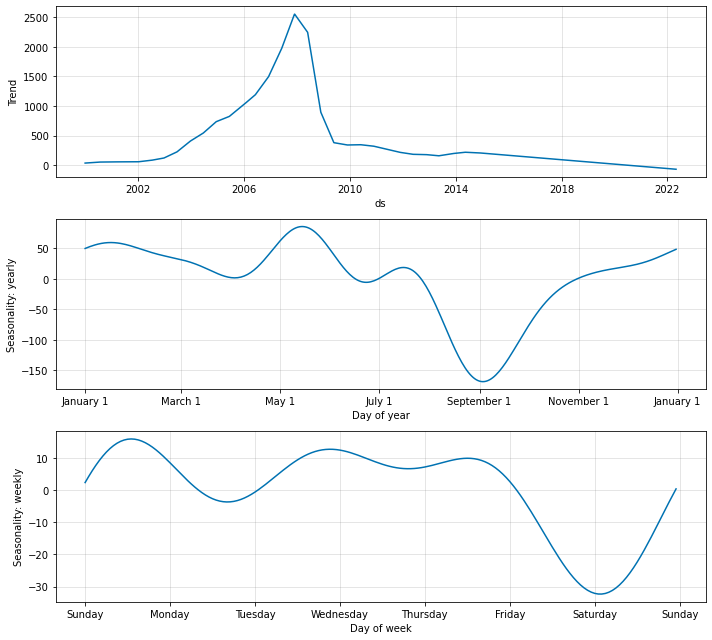 2500
2000
1500
1000
500
0
Trend
2002 2006 2010 2014 2018 2022
ds
50
0
−50
−100
−150
Seasonality: yearly
January 1 March 1 May 1 July 1 September 1 November 1 January 1
Day of year
10
0
−10
−20
−30
Seasonality: weekly
Sunday Monday Tuesday Wednesday Thursday Friday Saturday Sunday
Day of week